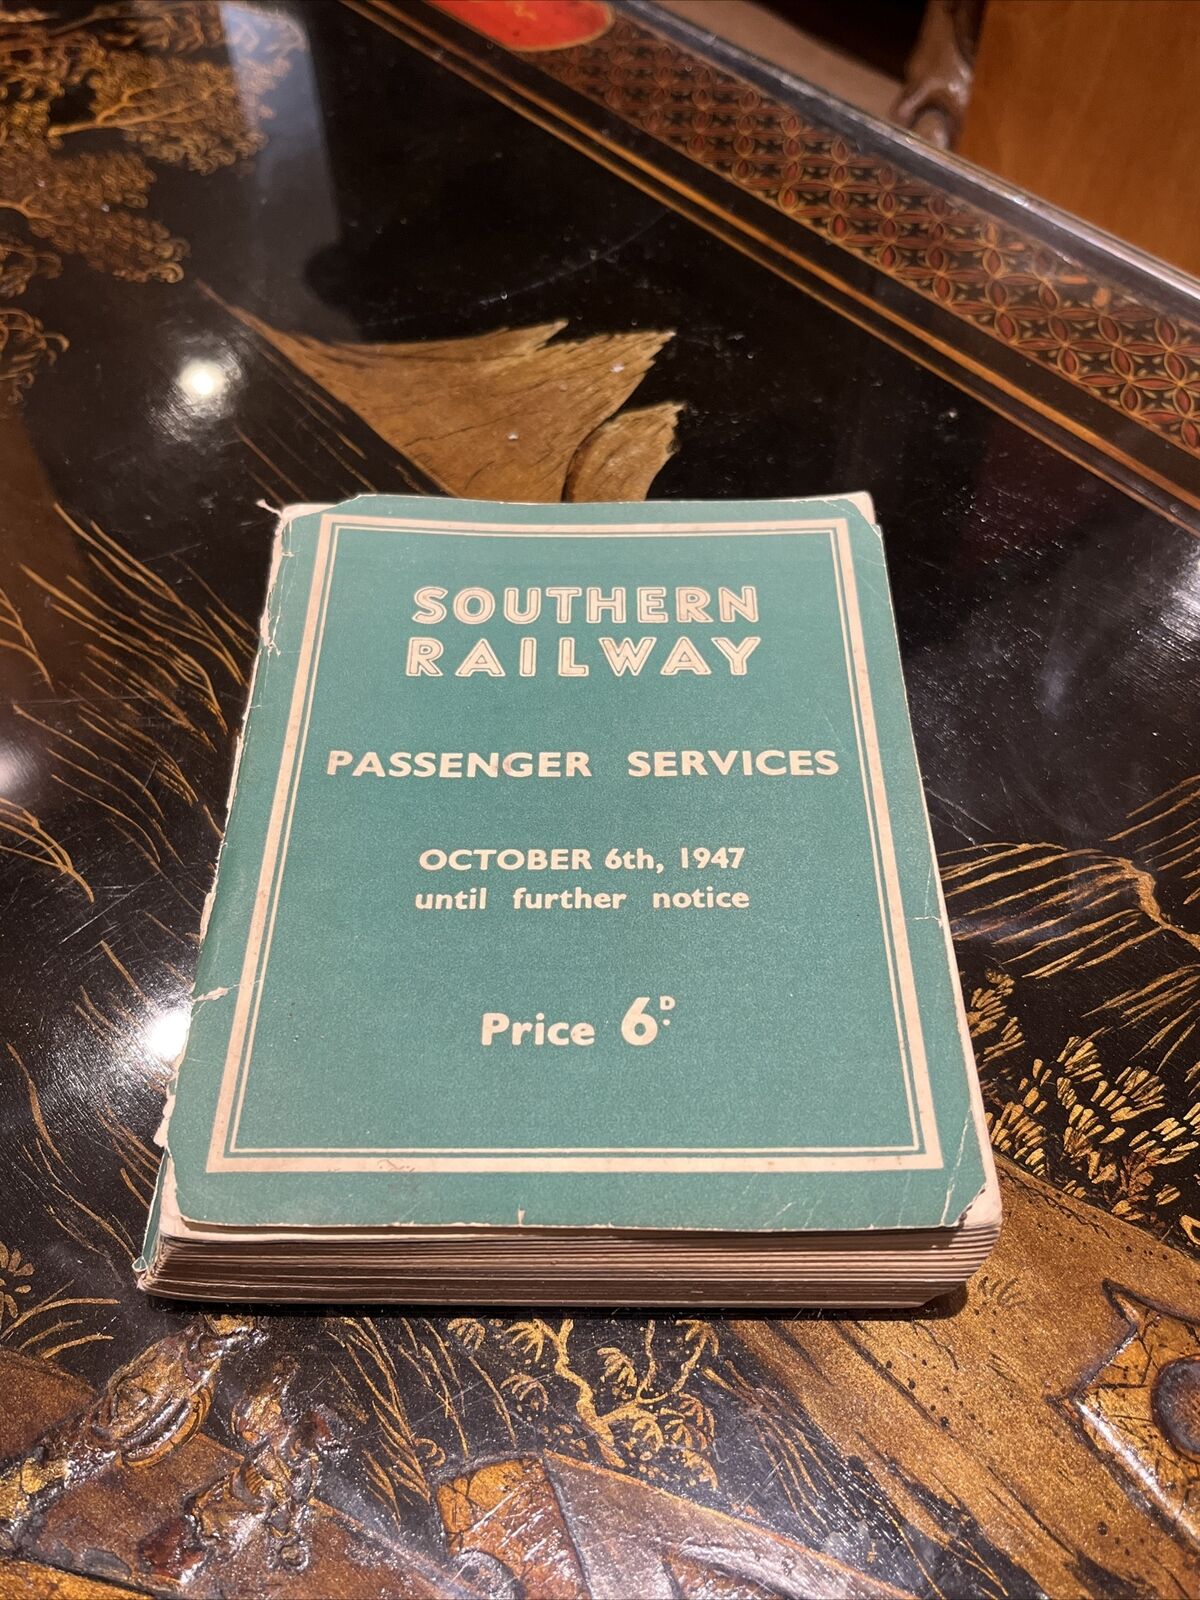 SOUTHERN
RAILWAY
PASSENGER SERVICES
OCTOBER 6th, 1947
until further notice
Price 6D.